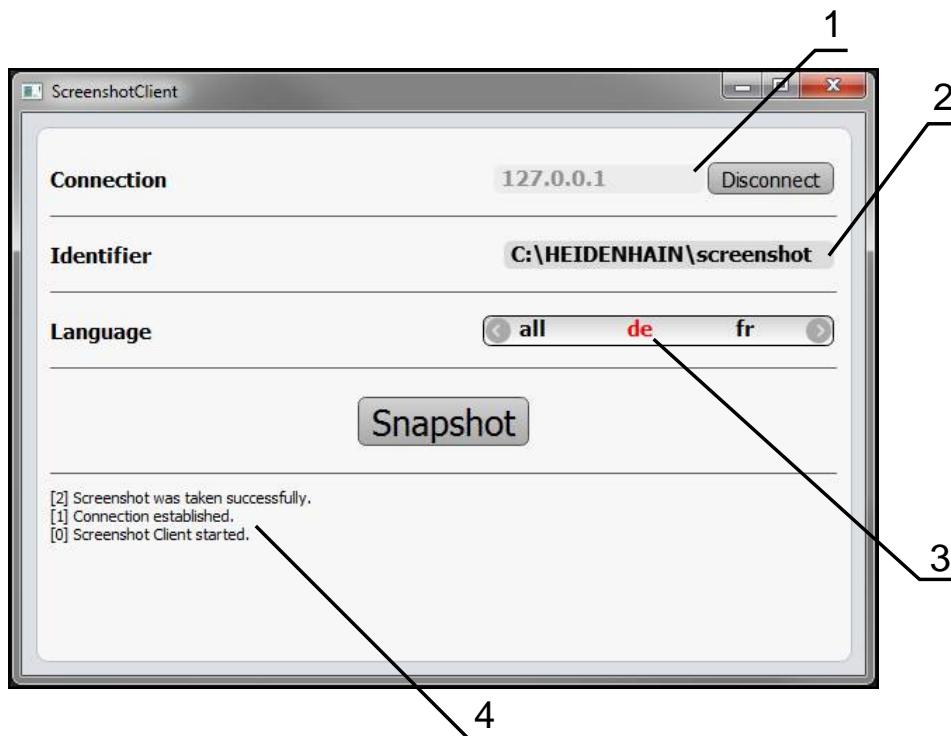 1
ScreenshotClient
2
Connection 127.0.0.1 Disconnect
Identifier C:\HEIDENHAIN\screenshot
Language all de fr
Snapshot
[2] Screenshot was taken successfully.
[1] Connection established.
[0] Screenshot Client started.
3
4